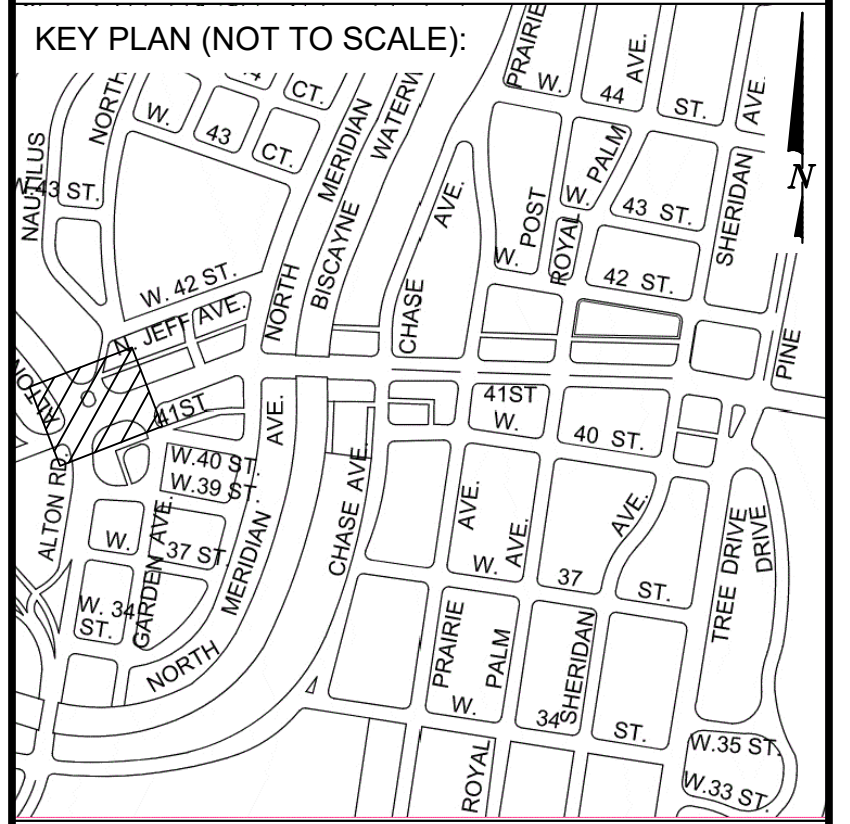 KEY PLAN (NOT TO SCALE):
PRAIRIE
W.
44
ST.
AVE.
AVE.
N
NORTH
W.
43
CT.
CT.
MERIDIAN
WATERW
NAUTILUS
W.43 ST.
PALM
W.
43 ST.
SHERIDAN
AVE.
POST
W.
ROYAL
42 ST.
BISCAYNE
NORTH
W. 42 ST.
CHASE
N. JEFF AVE.
PINE
ALTON
41ST
AVE.
41ST
W.
40 ST.
ALTON RD.
W.40 ST.
W.39 ST.
CHASE AVE.
W.
37 ST.
GARDEN AVE.
MERIDIAN
AVE.
AVE.
W.
37
AVE.
ST.
TREE DRIVE
DRIVE
W. 34
ST.
NORTH
PRAIRIE
PALM
W.
34
SHERIDAN
ST.
ROYAL
W.35 ST.
W.33 ST.